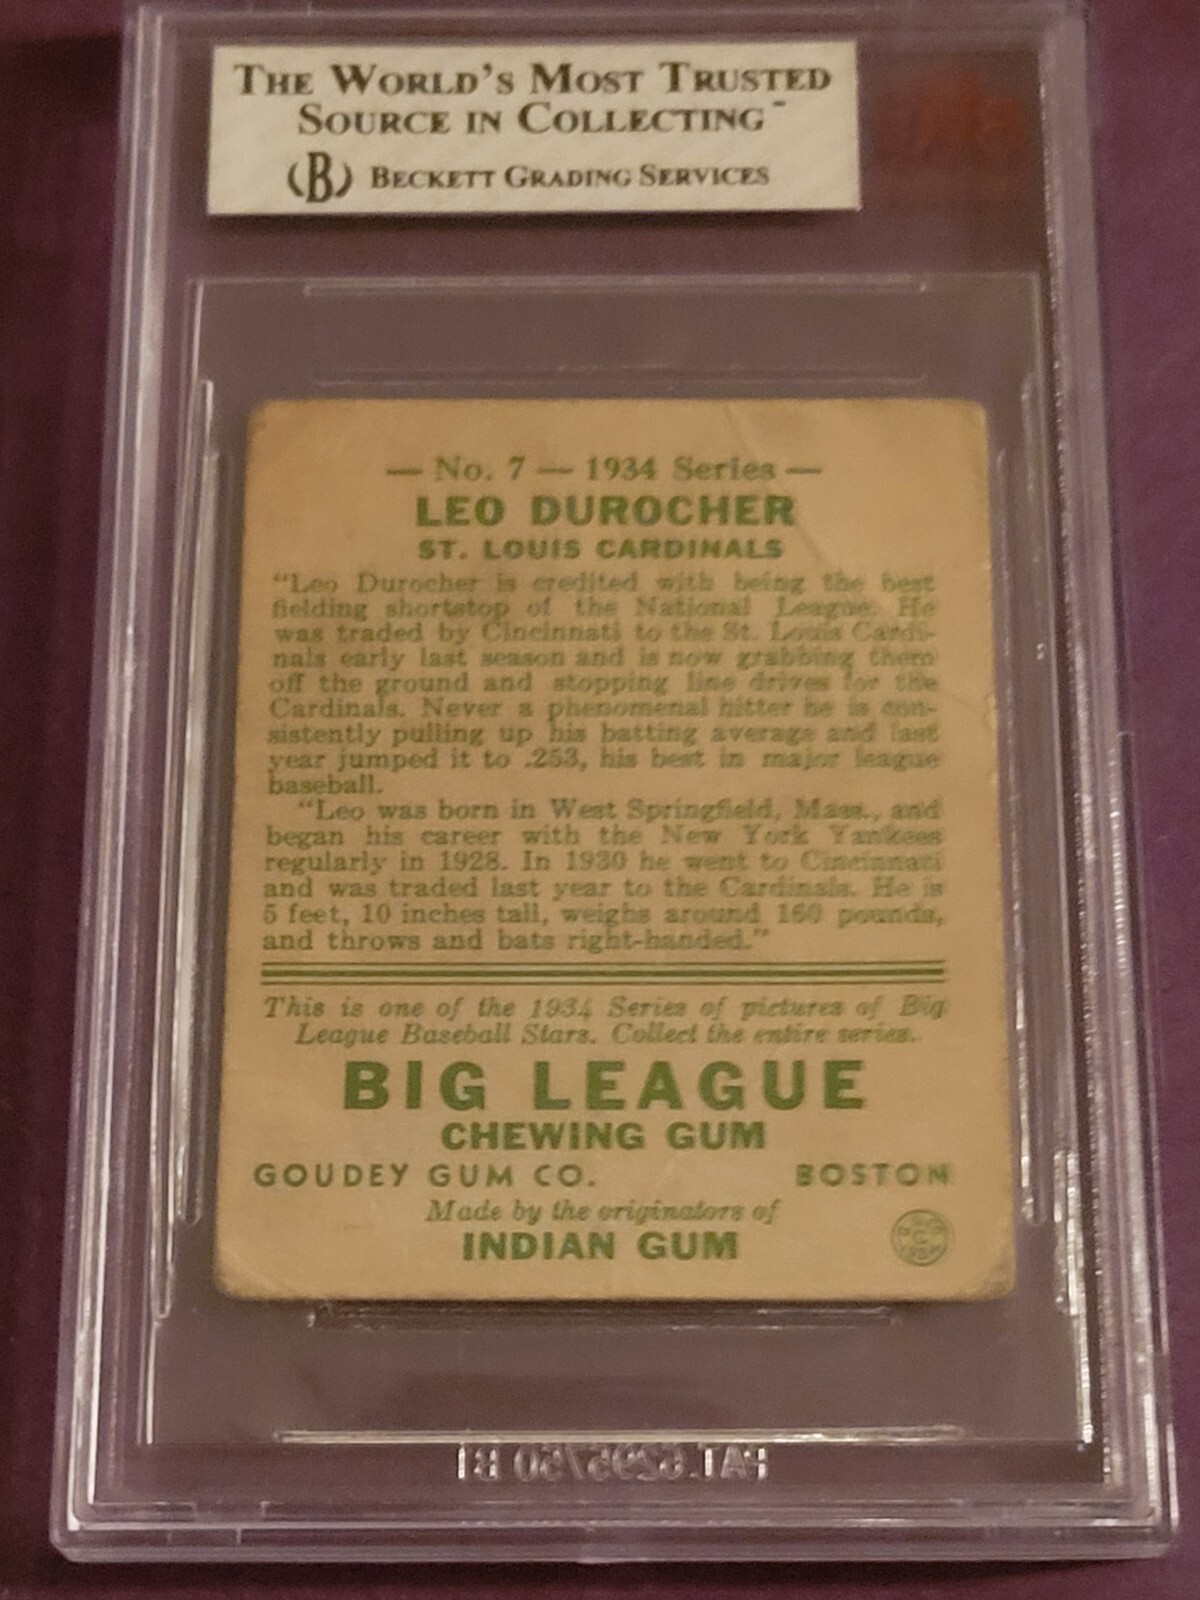 THE WORLD'S MOST TRUSTED
SOURCE IN COLLECTING™
(B) BECKETT GRADING SERVICES
— No. 7 — 1934 Series —
LEO DUROCHER
ST. LOUIS CARDINALS
“Leo Durocher is credited with being the best
fielding shortstop of the National League. He
was traded by Cincinnati to the St. Louis Cardi-
nals early last season and is now grabbing them
off the ground and stopping line drives for the
Cardinals. Never a phenomenal hitter he is con-
sistently pulling up his batting average and last
year jumped it to .253, his best in major league
baseball.
“Leo was born in West Springfield, Mass., and
began his career with the New York Yankees
regularly in 1928. In 1930 he went to Cincinnati
and was traded last year to the Cardinals. He is
5 feet, 10 inches tall, weighs around 160 pounds,
and throws and bats right-handed.”
This is one of the 1934 Series of pictures of Big
League Baseball Stars. Collect the entire series.
BIG LEAGUE
CHEWING GUM
GOUDEY GUM CO. BOSTON
Made by the originators of
INDIAN GUM
PAT. 6295750 B1